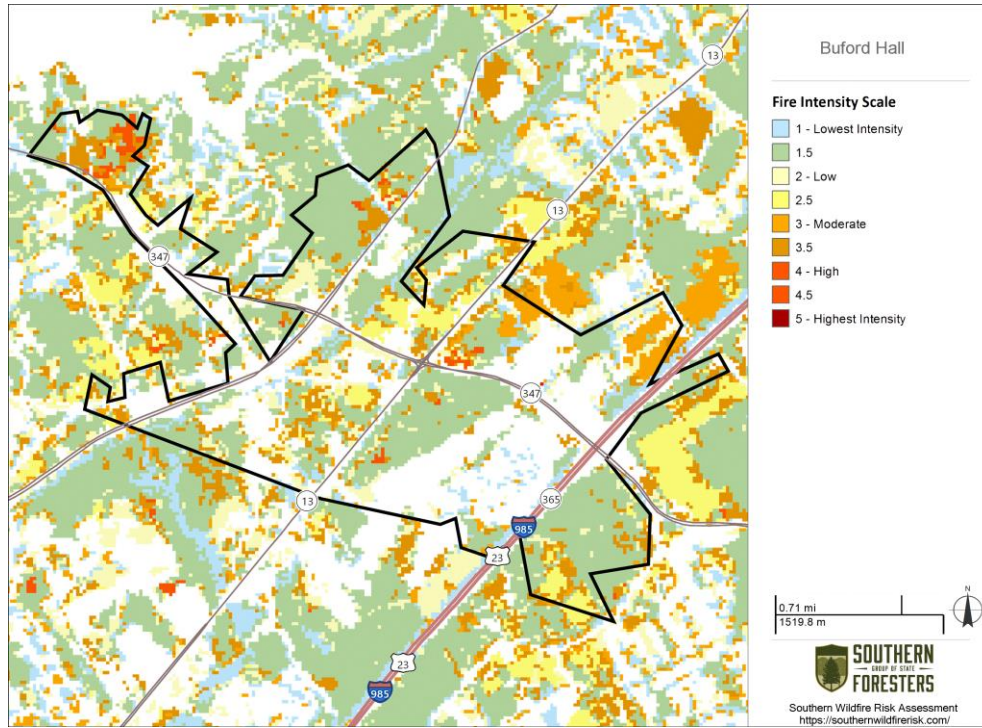 13
13
347
347
365
13
985
23
23
985
Buford Hall
Fire Intensity Scale
1 - Lowest Intensity
1.5
2 - Low
2.5
3 - Moderate
3.5
4 - High
4.5
5 - Highest Intensity
0.71 mi
1519.8 m
N
SOUTHERN
GROUP OF STATE
FORESTERS
Southern Wildfire Risk Assessment
https://southernwildfirerisk.com/